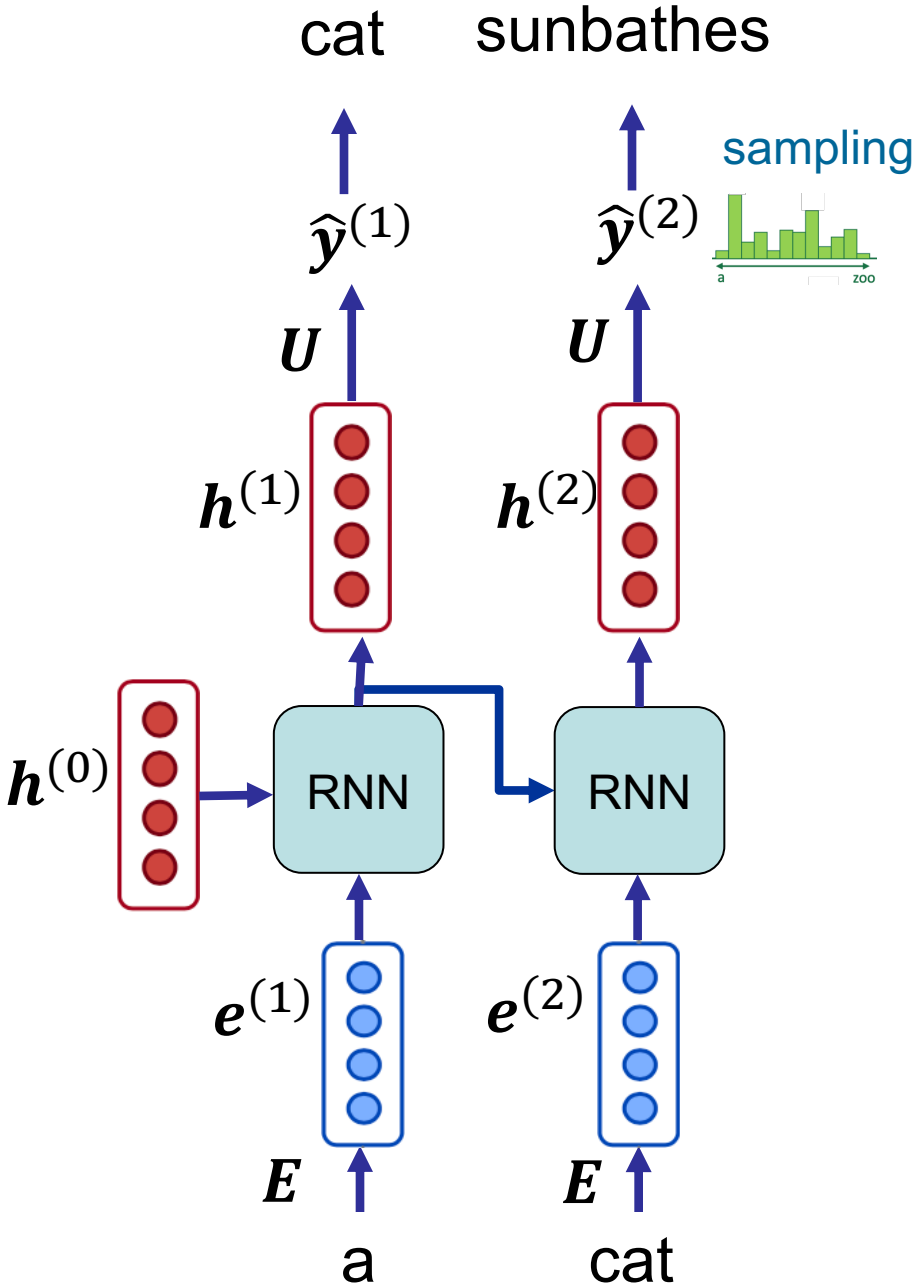 cat sunbathes
sampling
ŷ⁽¹⁾ ŷ⁽²⁾
a zoo
U U
h⁽¹⁾ h⁽²⁾
h⁽⁰⁾ RNN RNN
e⁽¹⁾ e⁽²⁾
E E
a cat